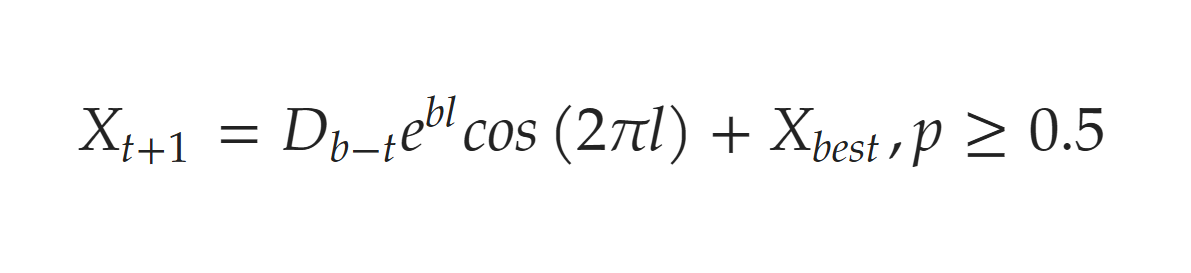 X_{t+1} = D_{b−t}e^{bl}cos (2πl) + X_{best}, p ≥ 0.5